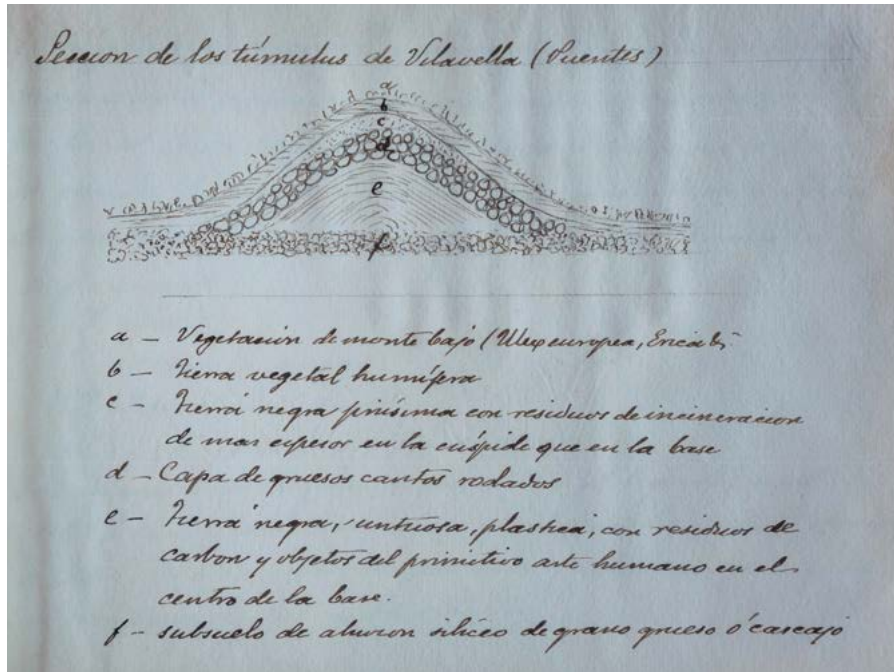 Seccion de los túmulus de Vilavella (Puentes)
a
b
c
d
e
f
a — Vegetación de monte bajo (Ulex europea, Erica &
b — Tierra vegetal humífera
c — Tierra negra finísima con residuos de incineracion
de mas espesor en la cúspide que en la base
d — Capa de gruesos cantos rodados
e — Tierra negra, untuosa, plastica, con residuos de
carbon y objetos del primitivo arte humano en el
centro de la base.
f — subsuelo de aluvion silíceo de grano grueso ó cascajo